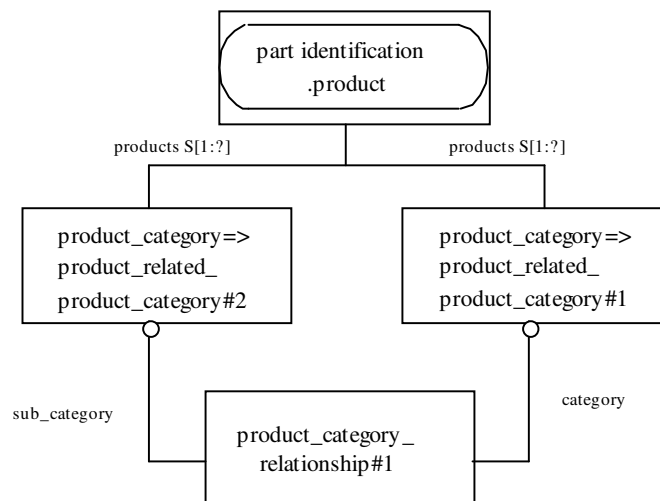 part identification
.product
products S[1:?]
products S[1:?]
product_category=>
product_related_
product_category#2
product_category=>
product_related_
product_category#1
sub_category
category
product_category_
relationship#1